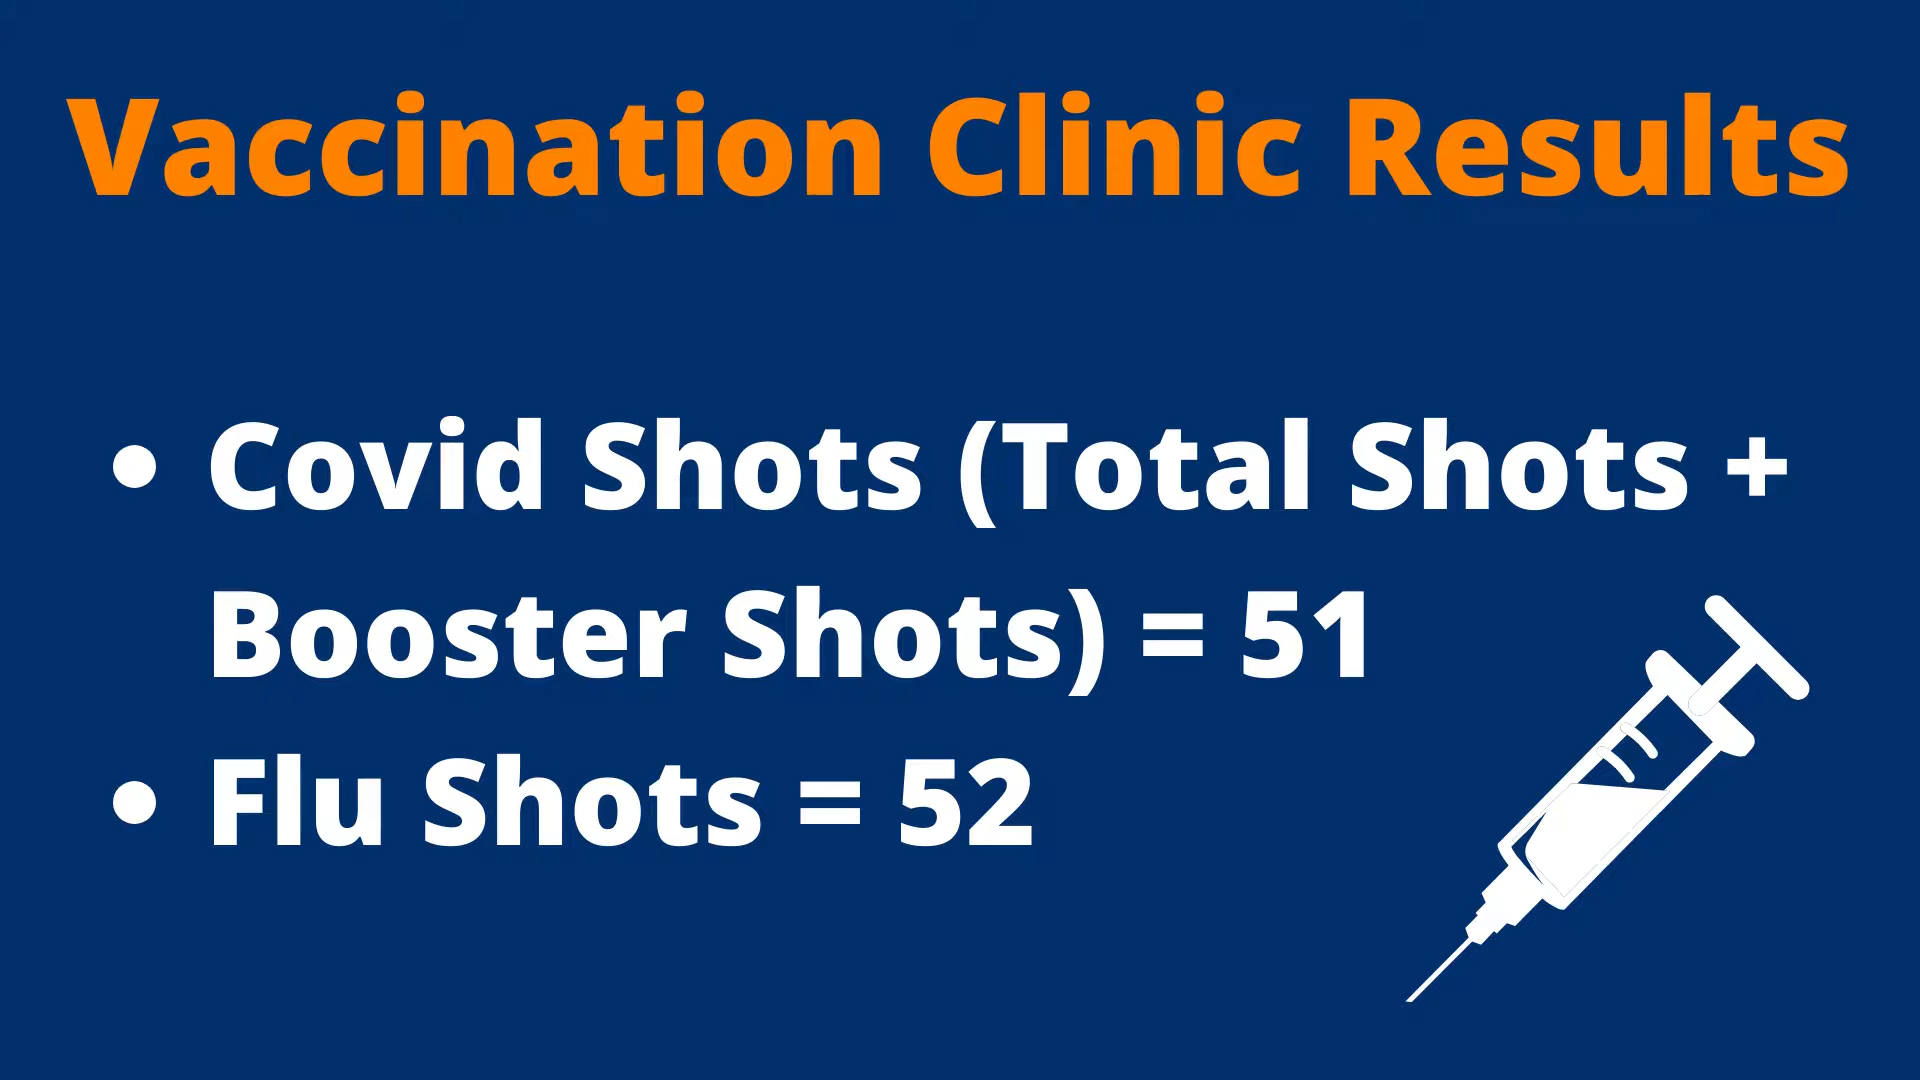 Vaccination Clinic Results
• Covid Shots (Total Shots +
Booster Shots) = 51
• Flu Shots = 52